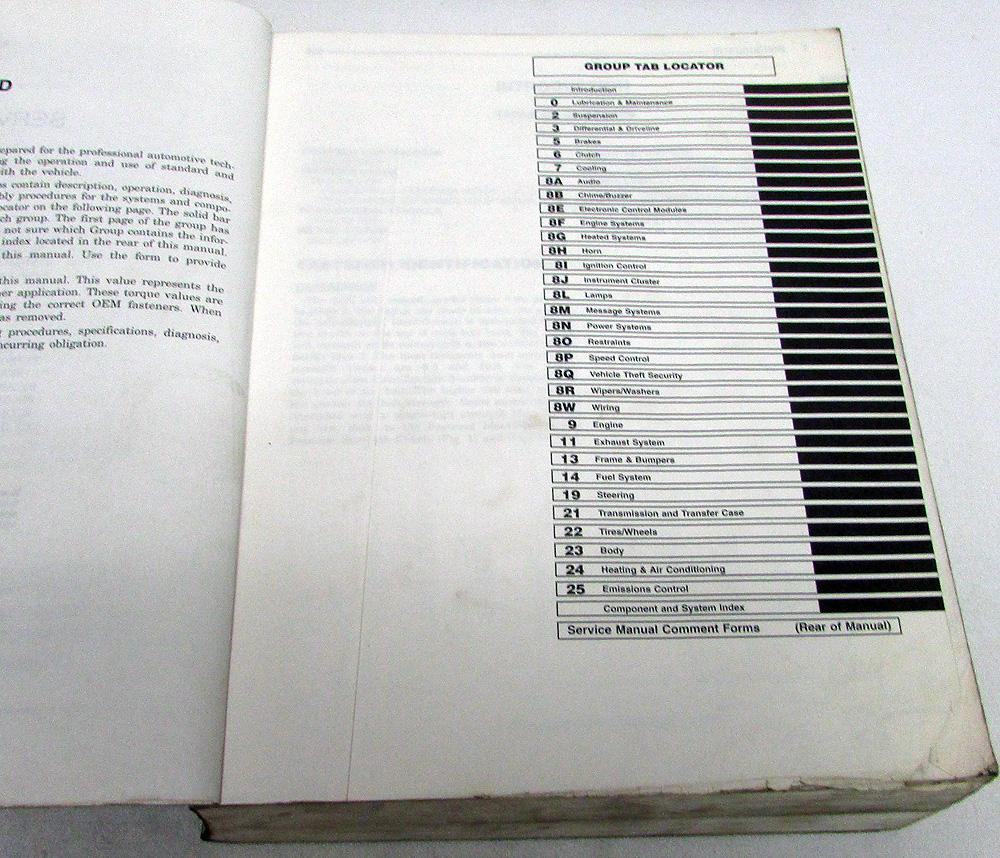 D
epared for the professional automotive tech-
g the operation and use of standard and
ith the vehicle.
s contain description, operation, diagnosis,
bly procedures for the systems and compo-
ocator on the following page. The solid bar
ch group. The first page of the group has
not sure which Group contains the infor-
index located in the rear of this manual.
this manual. Use the form to provide
this manual. This value represents the
er application. These torque values are
ing the correct OEM fasteners. When
as removed.
g procedures, specifications, diagnosis,
ncurring obligation.
GROUP TAB LOCATOR
Introduction
0 Lubrication & Maintenance
2 Suspension
3 Differential & Driveline
5 Brakes
6 Clutch
7 Cooling
8A Audio
8B Chime/Buzzer
8E Electronic Control Modules
8F Engine Systems
8G Heated Systems
8H Horn
8I Ignition Control
8J Instrument Cluster
8L Lamps
8M Message Systems
8N Power Systems
8O Restraints
8P Speed Control
8Q Vehicle Theft Security
8R Wipers/Washers
8W Wiring
9 Engine
11 Exhaust System
13 Frame & Bumpers
14 Fuel System
19 Steering
21 Transmission and Transfer Case
22 Tires/Wheels
23 Body
24 Heating & Air Conditioning
25 Emissions Control
Component and System Index
Service Manual Comment Forms (Rear of Manual)